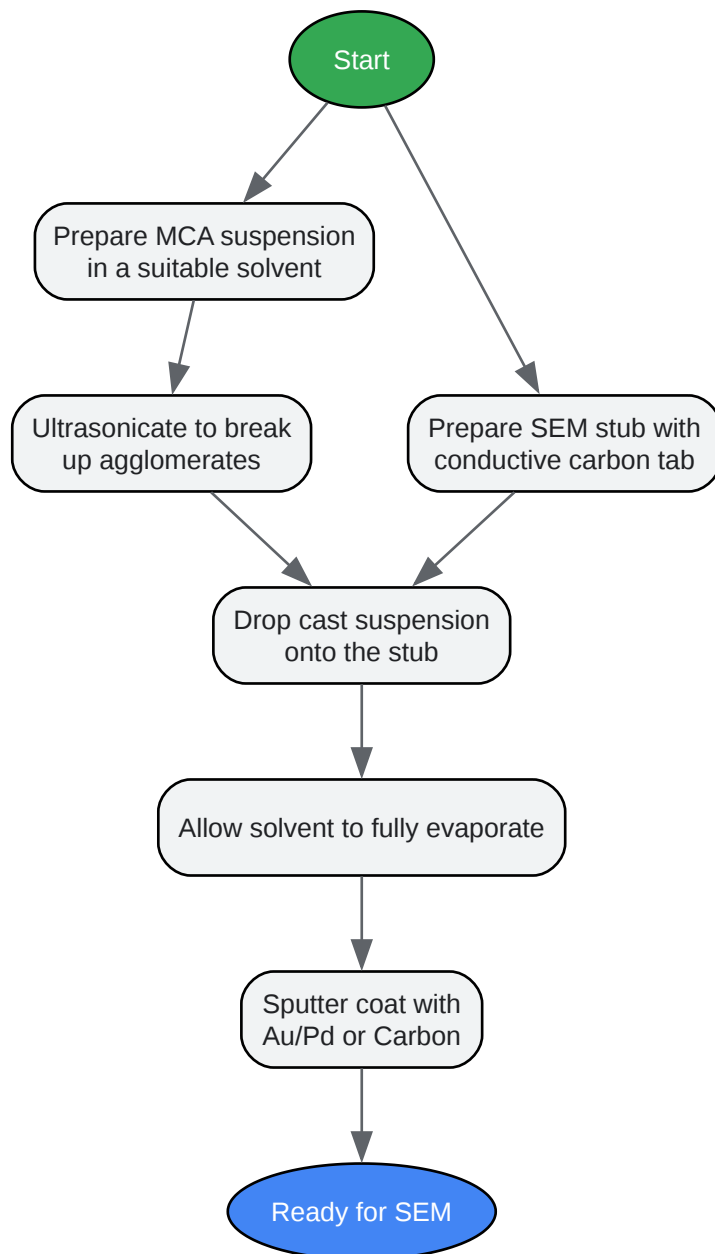 Start
Prepare MCA suspension
in a suitable solvent
Ultrasonicate to break
up agglomerates
Prepare SEM stub with
conductive carbon tab
Drop cast suspension
onto the stub
Allow solvent to fully evaporate
Sputter coat with
Au/Pd or Carbon
Ready for SEM